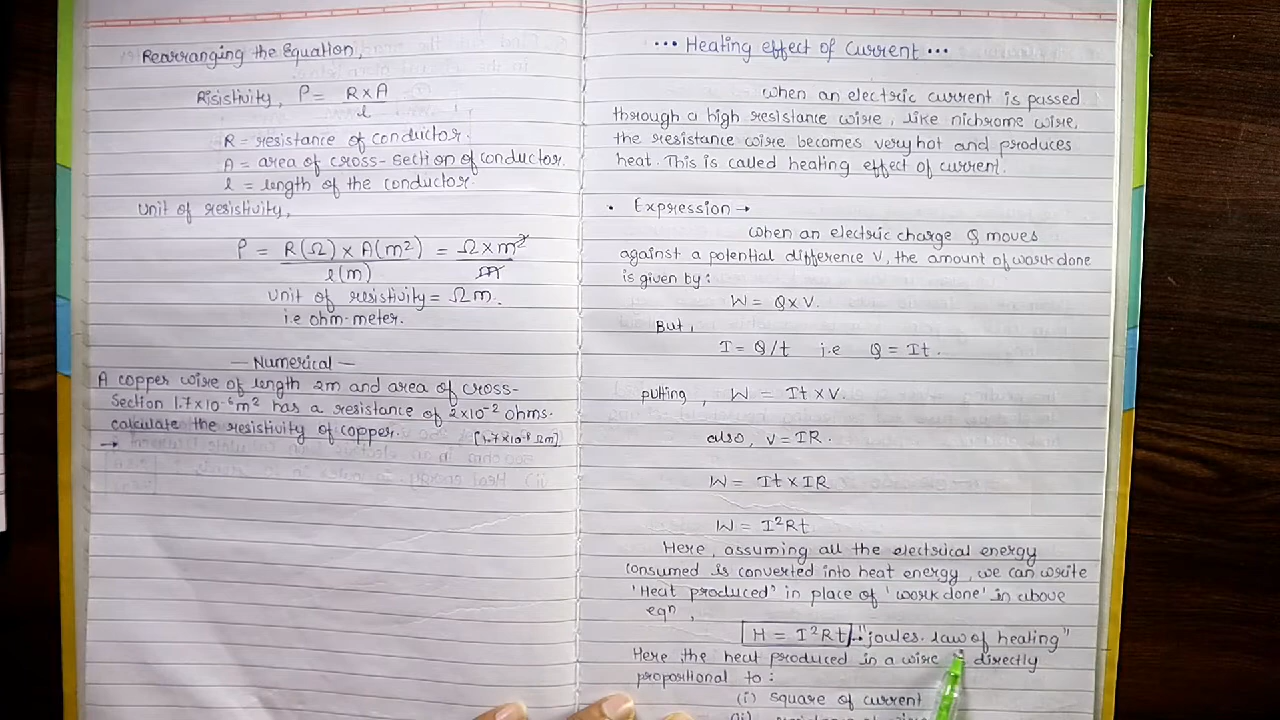 Rearranging the Equation,
Risistivity, ρ = R×A
l
R = resistance of conductor.
A = area of cross-section of conductor.
l = length of the conductor.
Unit of resistivity,
ρ = R(Ω) × A(m²) = Ω×m²
l(m) m
Unit of resistivity = Ωm.
i.e ohm-meter.
— Numerical —
A copper wire of length 2m and area of cross-
section 1.7×10⁻⁶m² has a resistance of 2×10⁻² ohms.
calculate the resistivity of copper. [1.7×10⁻⁸ Ωm]
→
... Heating effect of Current ...
When an electric current is passed
through a high resistance wire, like nichrome wire,
the resistance wire becomes very hot and produces
heat. This is called heating effect of current.
• Expression →
When an electric charge Q moves
against a potential difference V, the amount of work done
is given by:
W = Q×V.
But,
I = Q/t i.e Q = It.
putting, W = It×V.
also, V = IR.
W = It×IR
W = I²Rt
Here, assuming all the electrical energy
consumed is converted into heat energy, we can write
'Heat produced' in place of 'work done' in above
eqn,
H = I²Rt "joules law of heating"
Here the heat produced in a wire directly
proportional to:
(i) square of current
(ii)